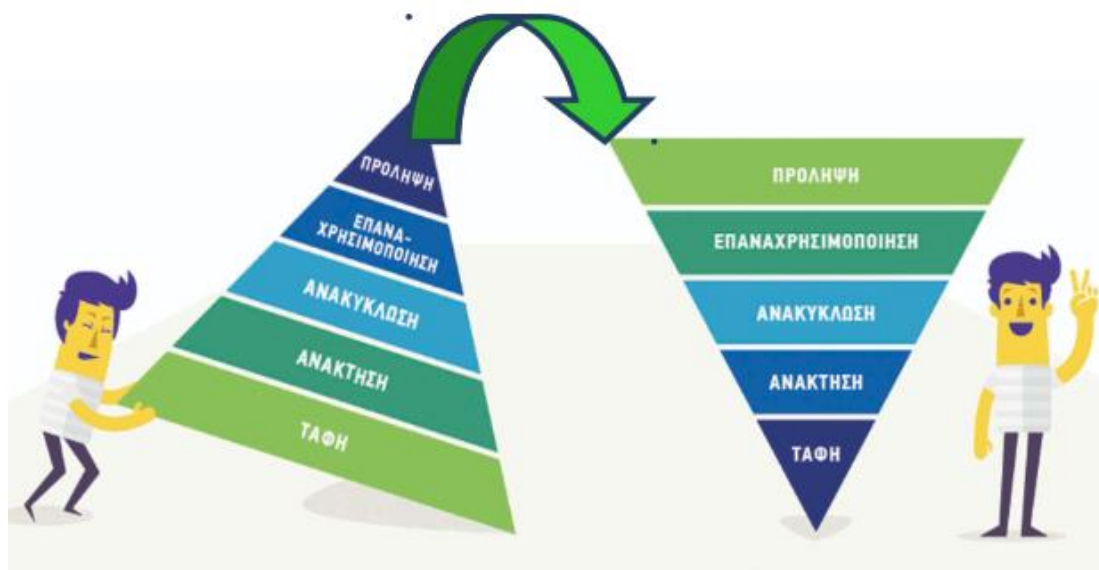 ΠΡΟΛΗΨΗ
ΕΠΑΝΑ-
ΧΡΗΣΙΜΟΠΟΙΗΣΗ
ΑΝΑΚΥΚΛΩΣΗ
ΑΝΑΚΤΗΣΗ
ΤΑΦΗ
ΠΡΟΛΗΨΗ
ΕΠΑΝΑΧΡΗΣΙΜΟΠΟΙΗΣΗ
ΑΝΑΚΥΚΛΩΣΗ
ΑΝΑΚΤΗΣΗ
ΤΑΦΗ